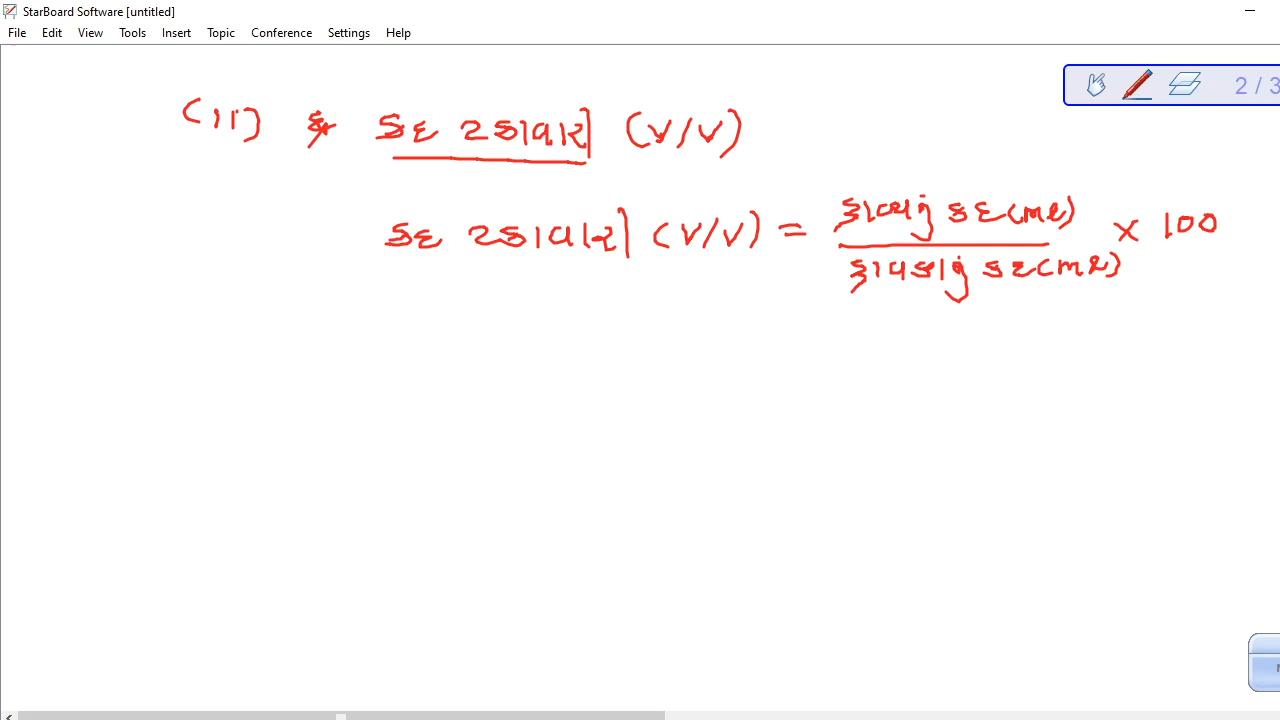 StarBoard Software [untitled]
File Edit View Tools Insert Topic Conference Settings Help
2 / 3
(ii) * કદ ટકાવારી (V/V)
કદ ટકાવારી (V/V) = દ્રાવ્યનું કદ (ml) × 100
દ્રાવણનું કદ (ml)